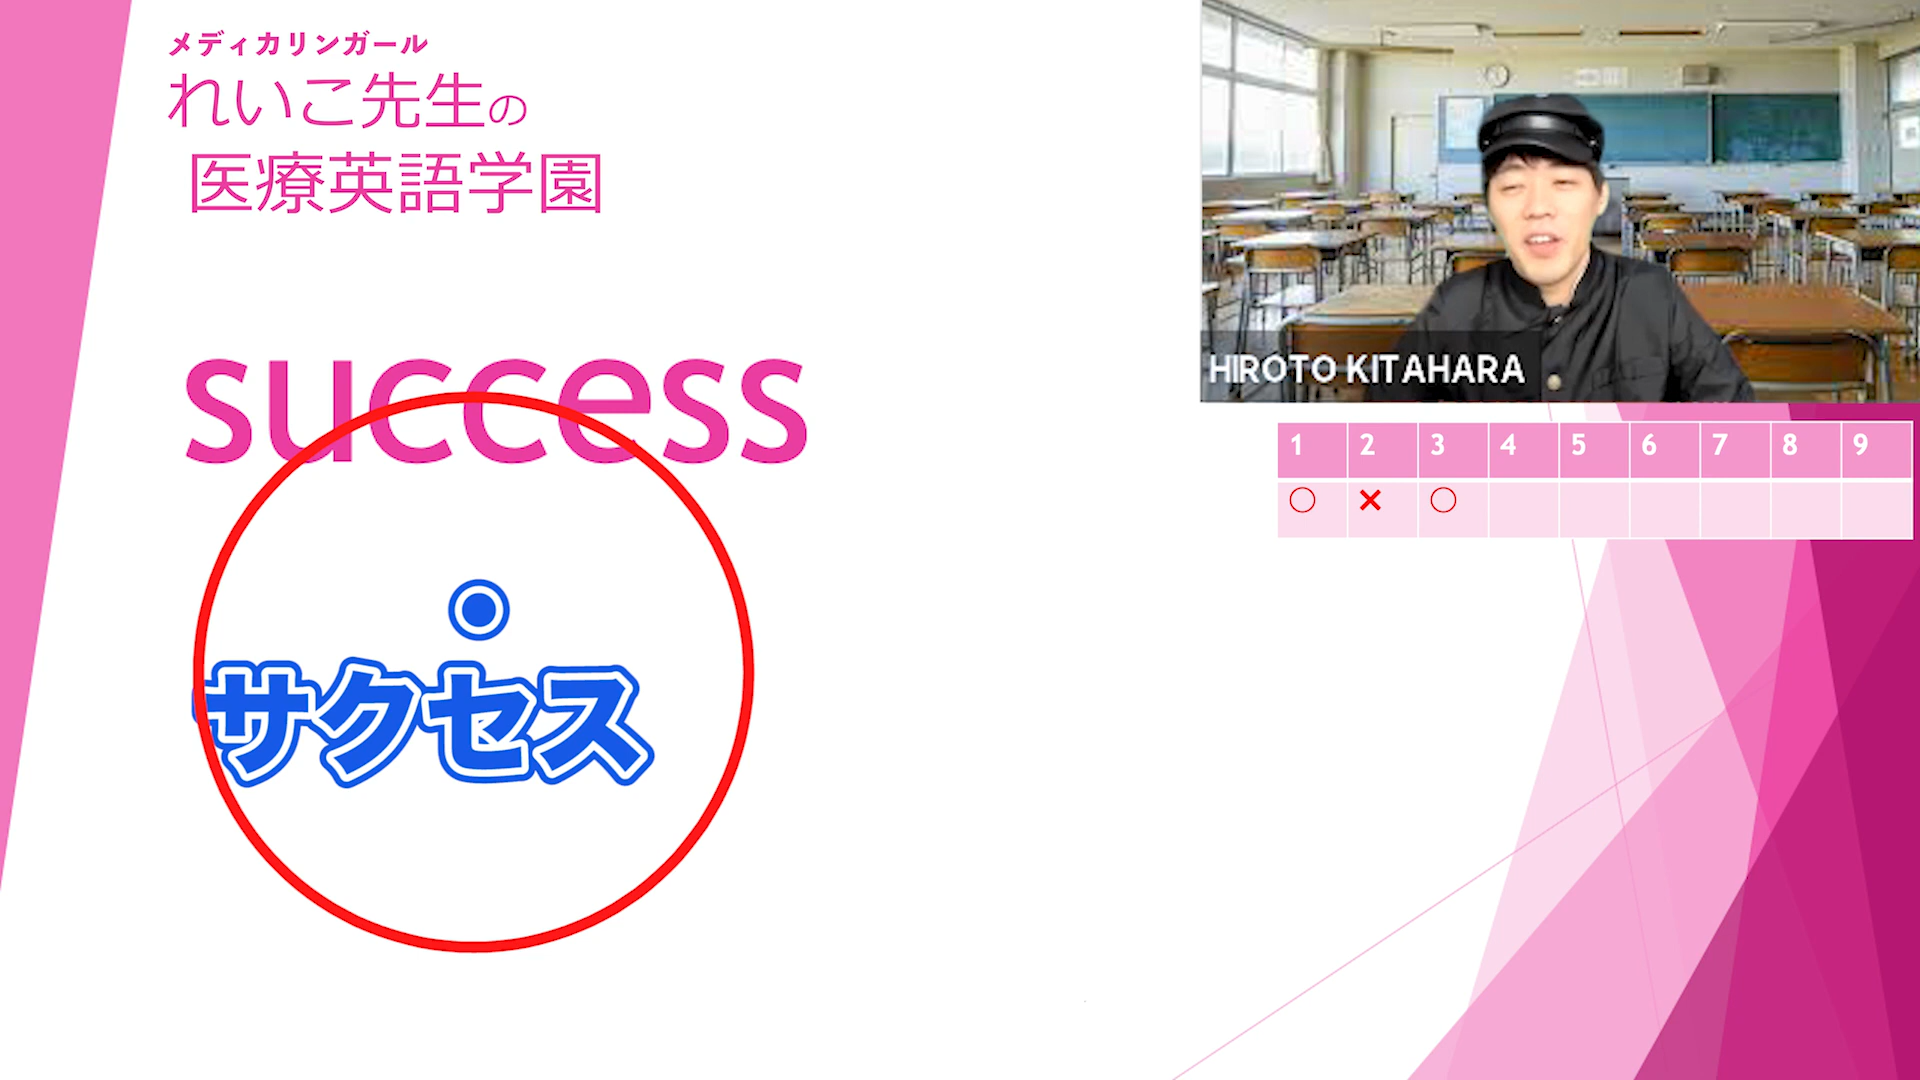 メディカリンガール
れいこ先生の
医療英語学園
success
サクセス
HIROTO KITAHARA
1 2 3 4 5 6 7 8 9
○ × ○